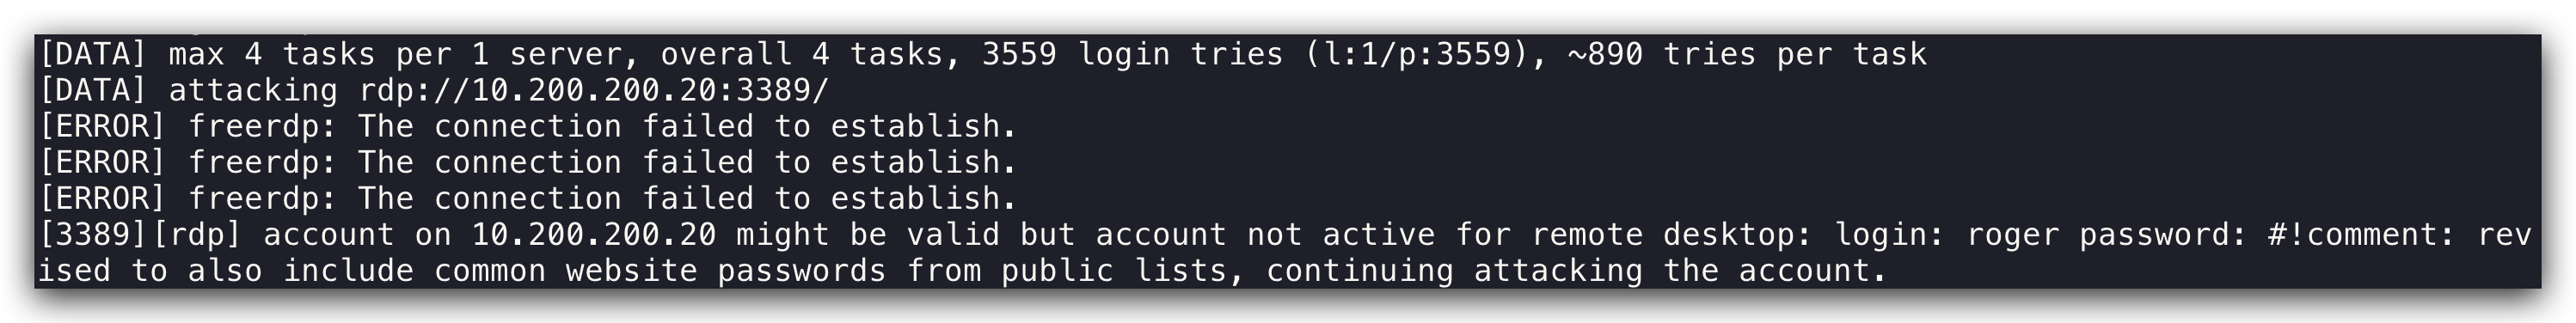 [DATA] max 4 tasks per 1 server, overall 4 tasks, 3559 login tries (l:1/p:3559), ~890 tries per task
[DATA] attacking rdp://10.200.200.20:3389/
[ERROR] freerdp: The connection failed to establish.
[ERROR] freerdp: The connection failed to establish.
[ERROR] freerdp: The connection failed to establish.
[3389][rdp] account on 10.200.200.20 might be valid but account not active for remote desktop: login: roger password: #!comment: rev
ised to also include common website passwords from public lists, continuing attacking the account.